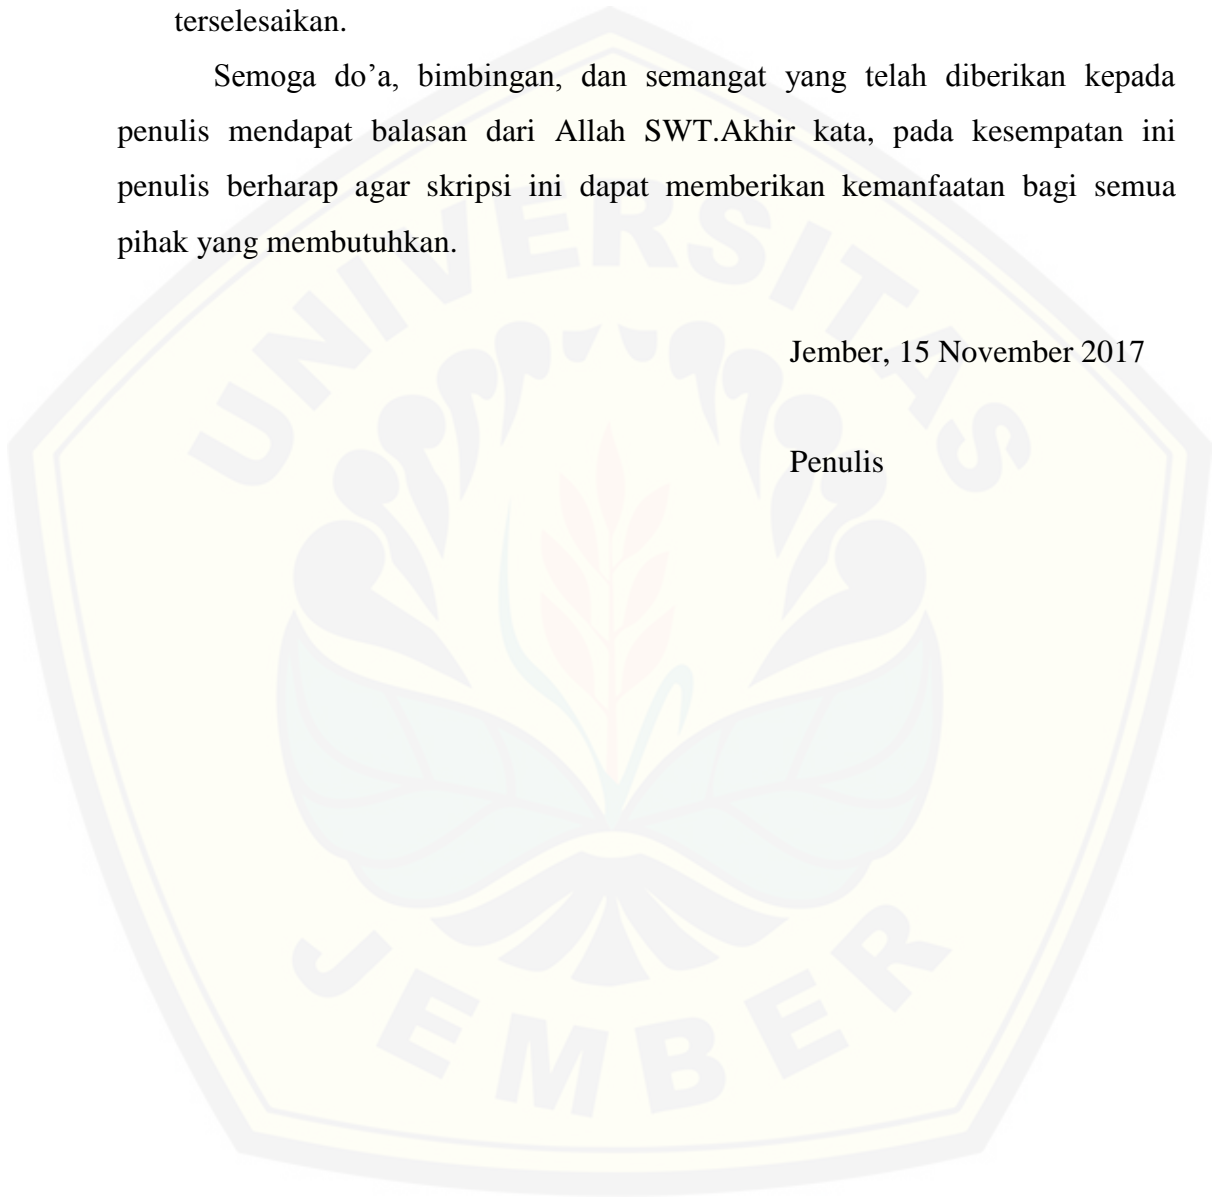 terselesaikan.
Semoga do’a, bimbingan, dan semangat yang telah diberikan kepada
penulis mendapat balasan dari Allah SWT.Akhir kata, pada kesempatan ini
penulis berharap agar skripsi ini dapat memberikan kemanfaatan bagi semua
pihak yang membutuhkan.
Jember, 15 November 2017
Penulis
UNIVERSITAS
JEMBER